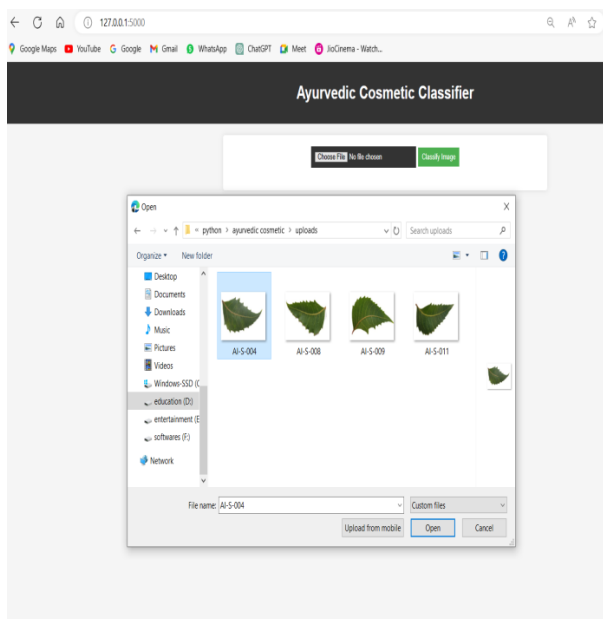 127.0.0.1:5000
Google Maps YouTube Google Gmail WhatsApp ChatGPT Meet JioCinema - Watch...
Ayurvedic Cosmetic Classifier
Choose File No file chosen Classify Image
Open
« python > ayurvedic cosmetic > uploads Search uploads
Organize New folder
Desktop
Documents
Downloads
Music
Pictures
Videos
Windows-SSD (C
education (D:)
entertainment (E
softwares (F:)
Network
AI-S-004 AI-S-008 AI-S-009 AI-S-011
File name: AI-S-004 Custom files
Upload from mobile Open Cancel